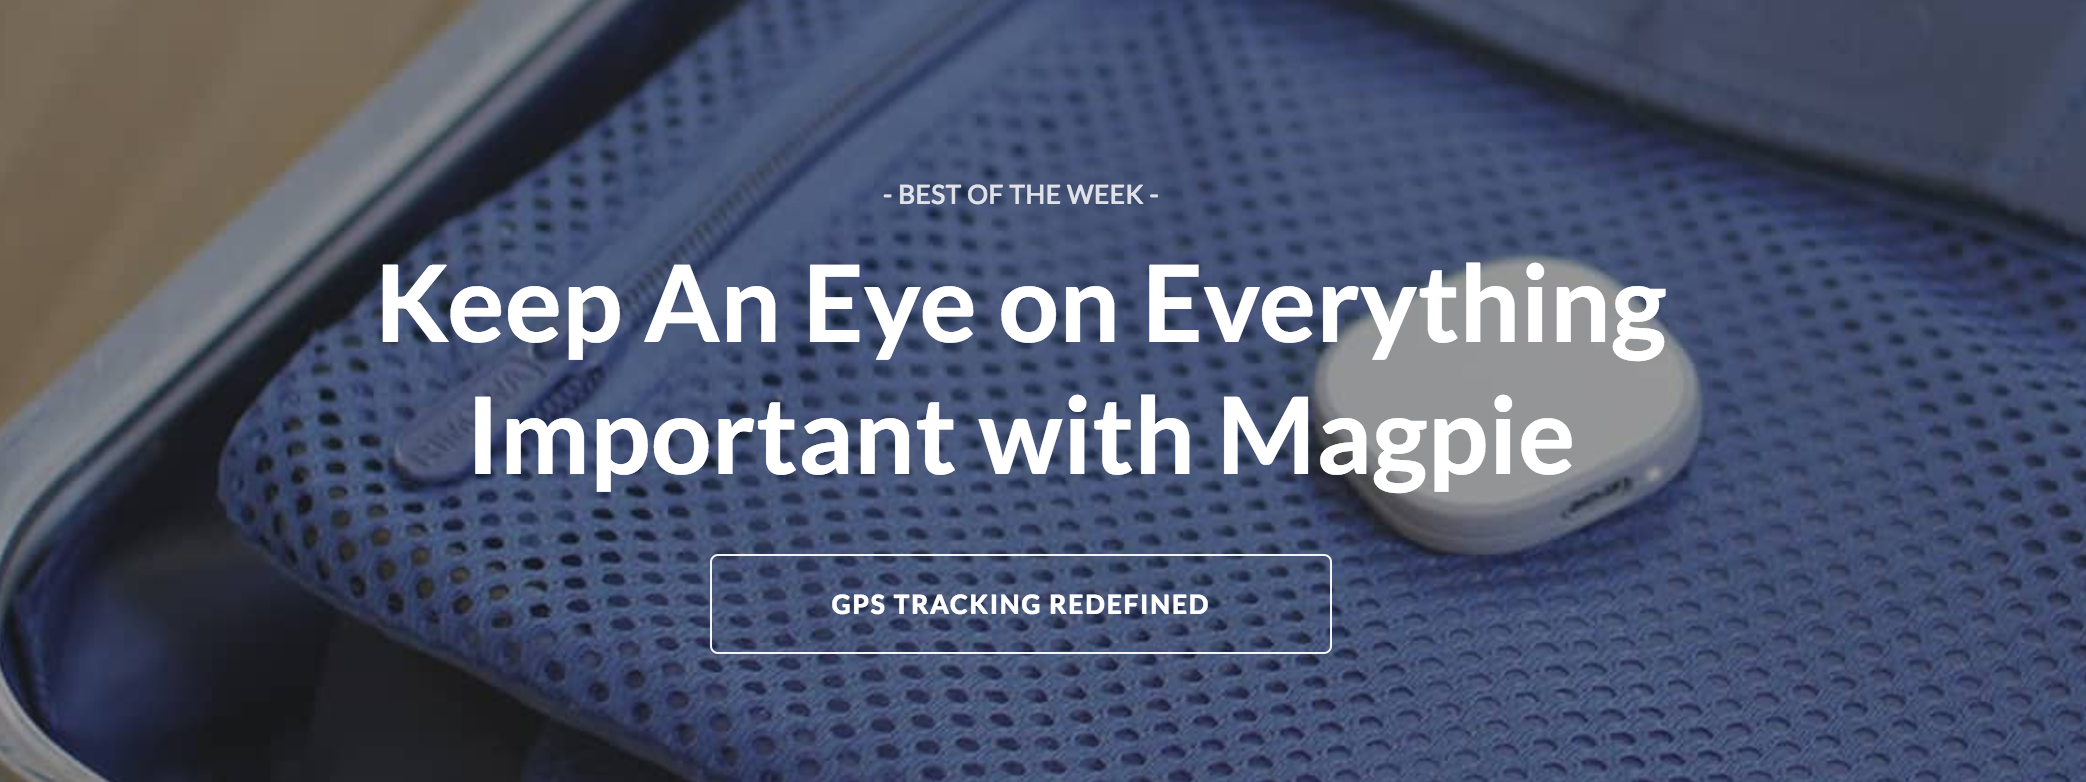 - BEST OF THE WEEK -
Keep An Eye on Everything
Important with Magpie
GPS TRACKING REDEFINED